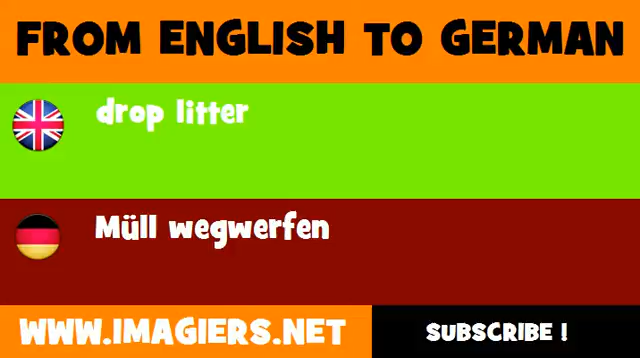 FROM ENGLISH TO GERMAN
drop litter
Müll wegwerfen
WWW.IMAGIERS.NET
SUBSCRIBE !